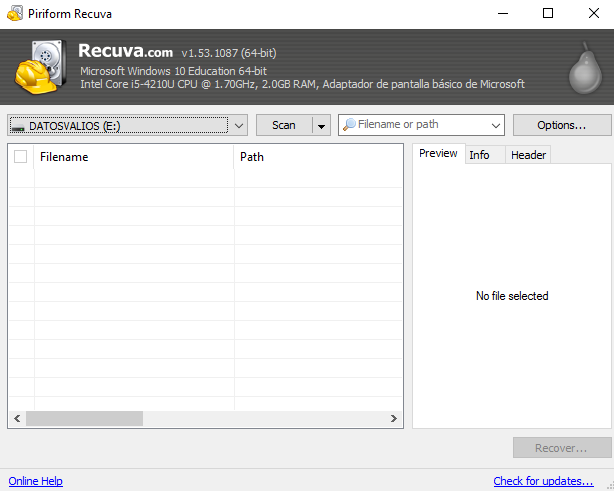 Piriform Recuva
Recuva.com v1.53.1087 (64-bit)
Microsoft Windows 10 Education 64-bit
Intel Core i5-4210U CPU @ 1.70GHz, 2.0GB RAM, Adaptador de pantalla básico de Microsoft
DATOSVALIOS (E:) Scan Filename or path Options...
Filename Path Preview Info Header
No file selected
Recover...
Online Help Check for updates...